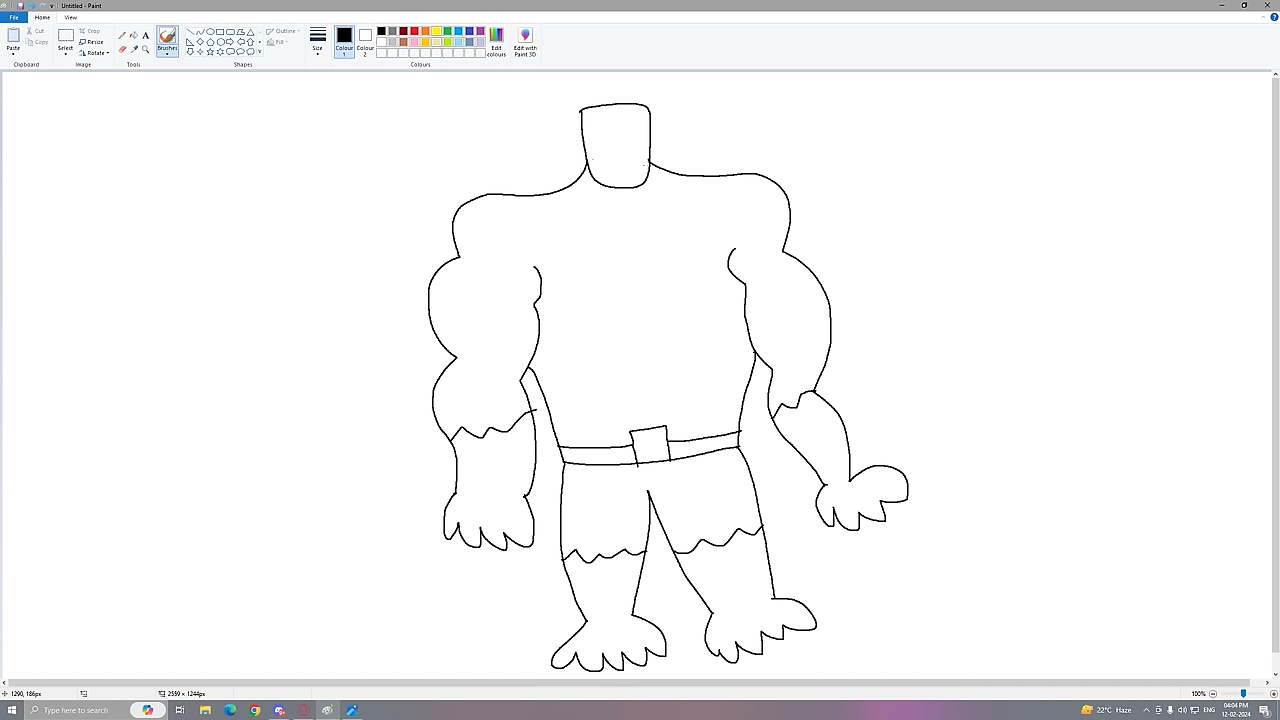 Untitled - Paint
File Home View
Paste Cut Copy Select Crop Resize Rotate Brushes Outline Fill Size Colour 1 Colour 2 Edit colours Edit with Paint 3D
Clipboard Image Tools Shapes Colours
1290, 186px 2559 × 1244px 100%
Type here to search 22°C Haze ENG 04:04 PM 12-02-2024